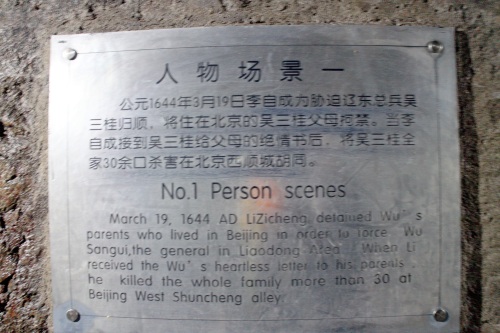 人物场景一
公元1644年3月19日李自成为胁迫辽东总兵吴
三桂归顺，将住在北京的吴三桂父母柯禁。当李
自成接到吴三桂给父母的绝情书后，将吴三桂全
家30余口杀害在北京西顺城胡同。
No.1 Person scenes
March 19, 1644 AD LiZicheng detained Wu's
parents who lived in Beijing in order to force Wu
Sangui,the general in Liaodong Area . When Li
received the Wu's heartless letter to his parents ,
he killed the whole family more than 30 at
Beijing West Shuncheng alley.